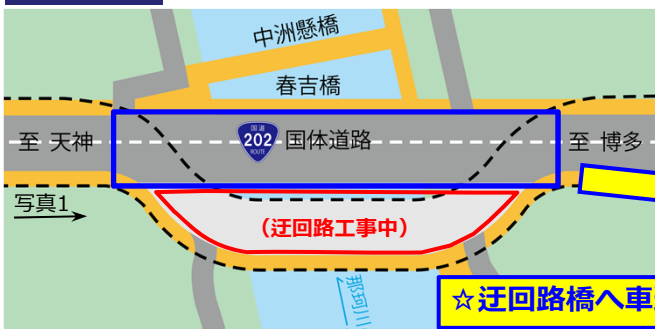 中洲懸橋
春吉橋
至 天神
国道
202
ROUTE
国体道路
至 博多
写真1
(迂回路工事中)
那珂川
☆迂回路橋へ車